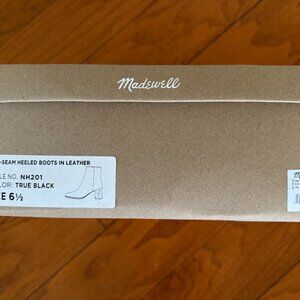 Madewell
-SEAM HEELED BOOTS IN LEATHER
LE NO. NH201
LOR: TRUE BLACK
E 6½